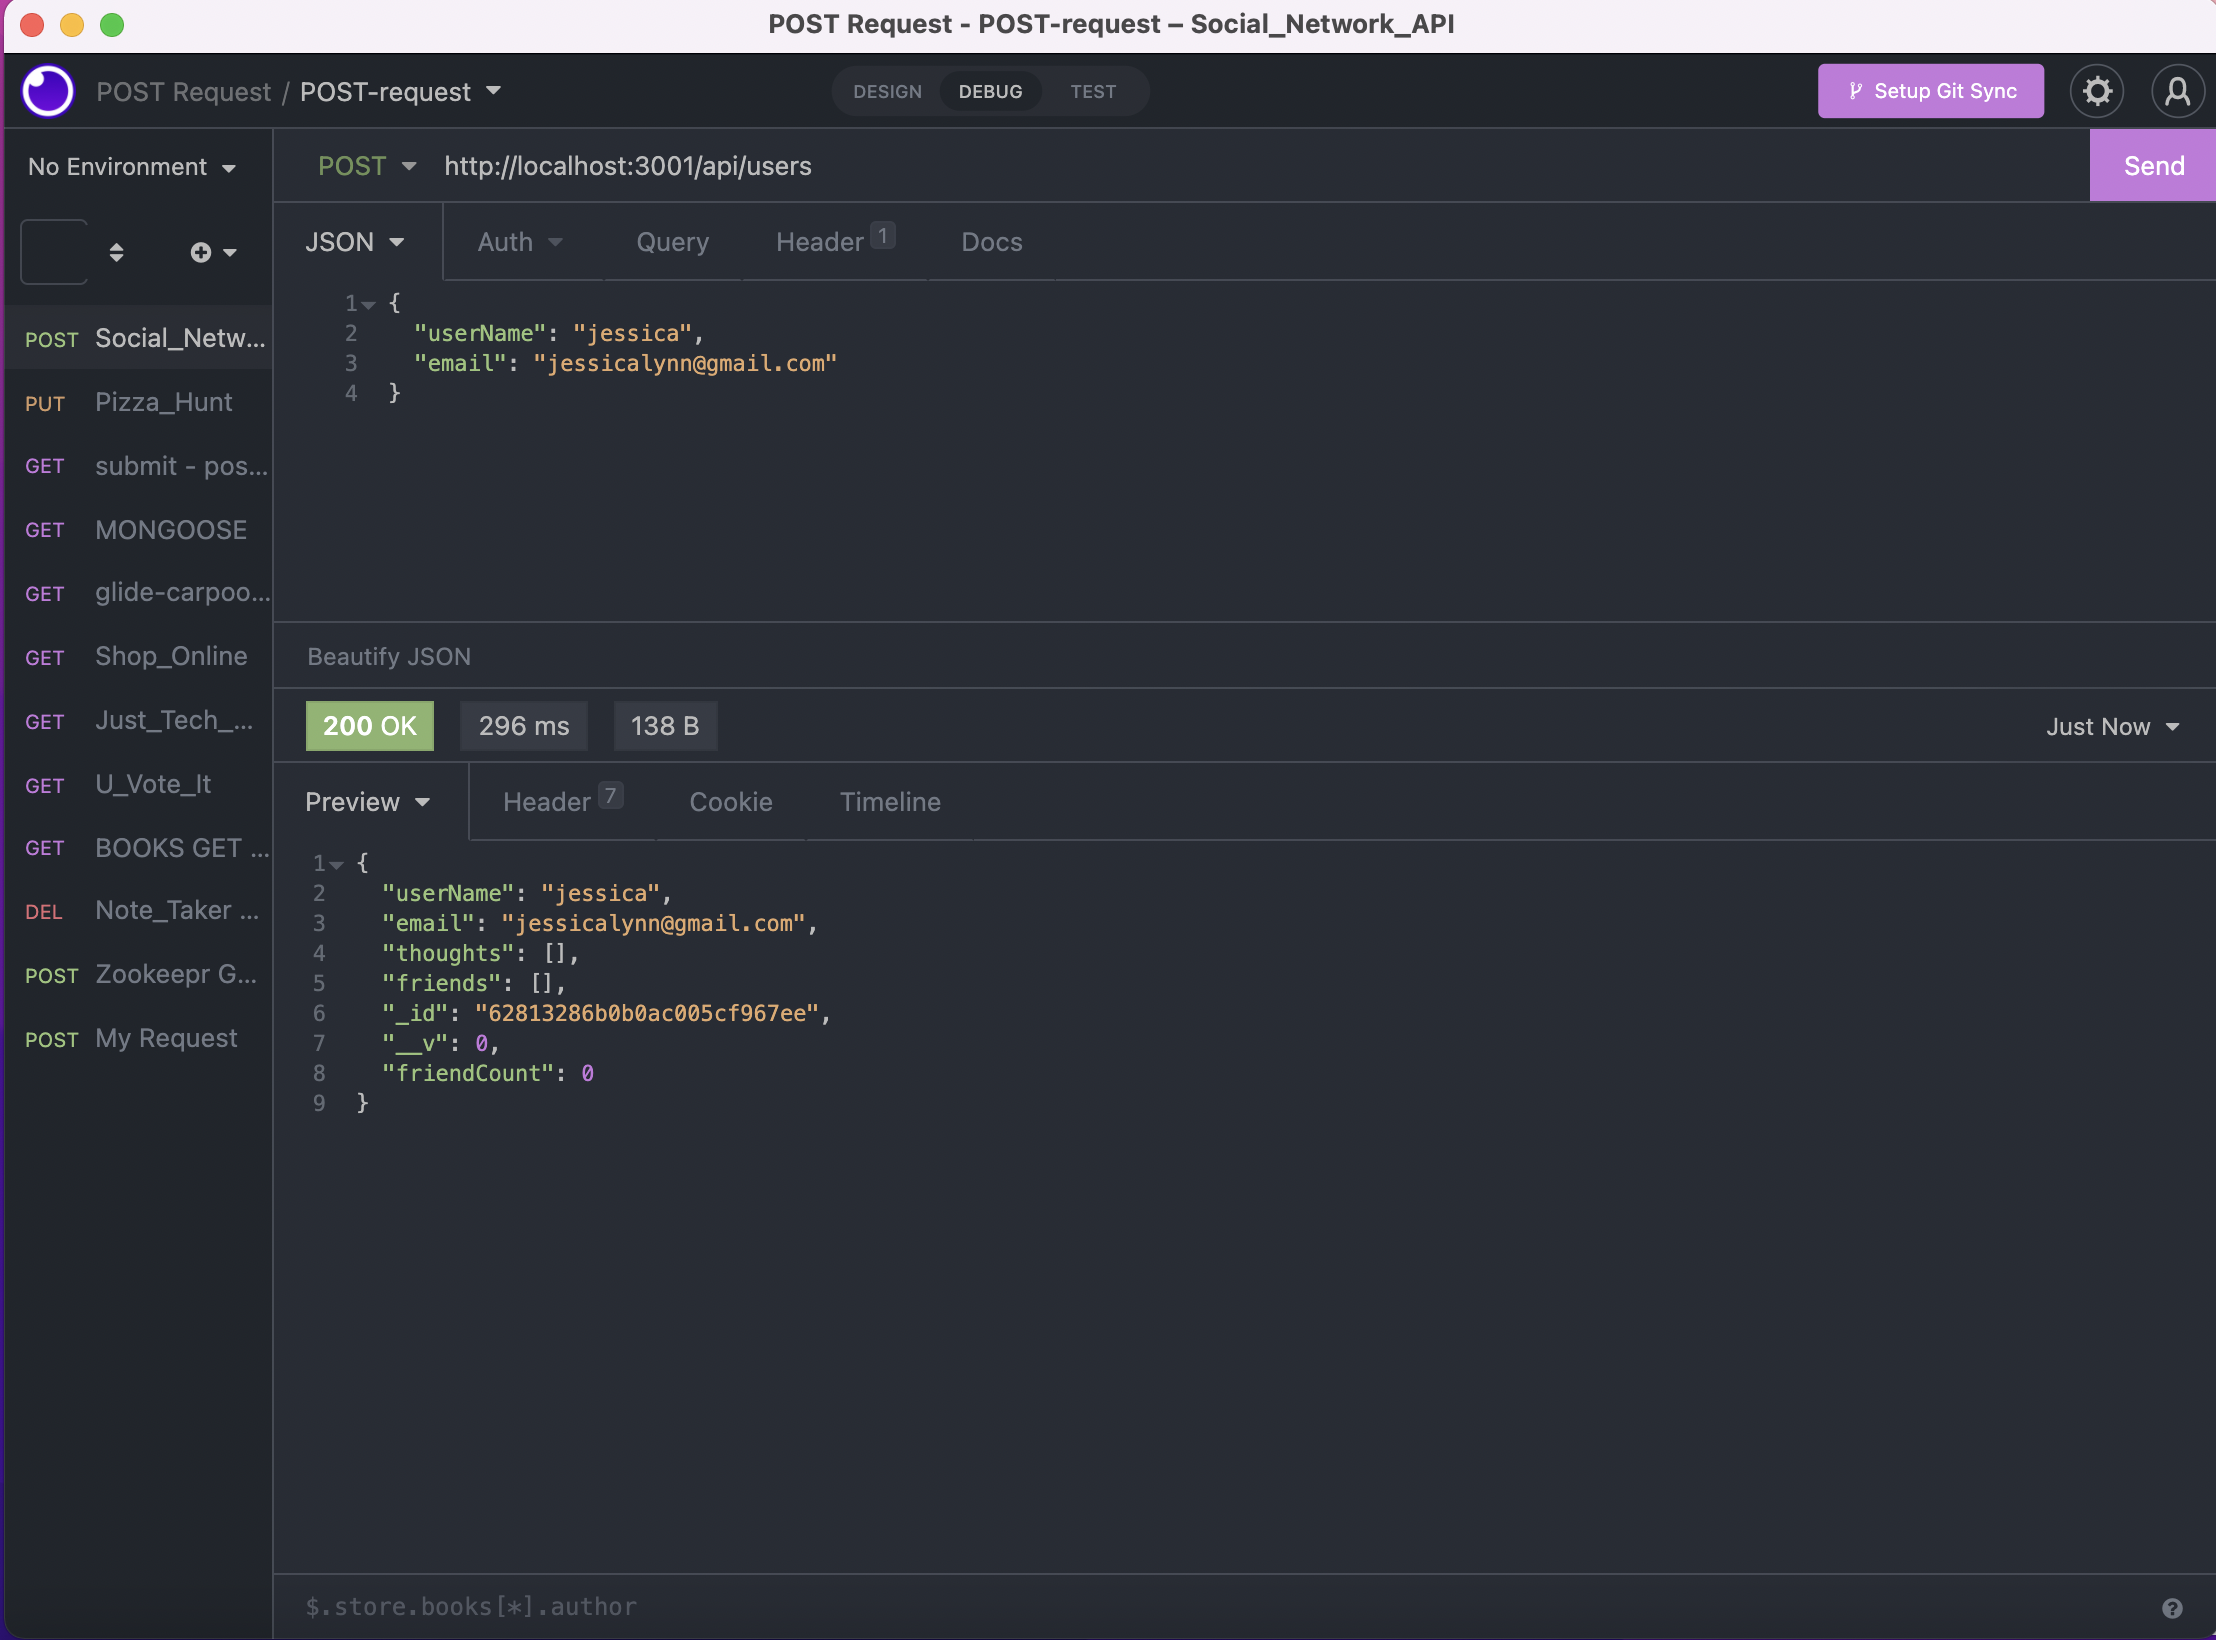 POST Request - POST-request – Social_Network_API
POST Request / POST-request
DESIGN DEBUG TEST
Setup Git Sync
No Environment
POST http://localhost:3001/api/users
Send
JSON Auth Query Header 1 Docs
POST Social_Netw...
PUT Pizza_Hunt
GET submit - pos...
GET MONGOOSE
GET glide-carpoo...
GET Shop_Online
GET Just_Tech_...
GET U_Vote_It
GET BOOKS GET ...
DEL Note_Taker ...
POST Zookeepr G...
POST My Request
1 {
2 "userName": "jessica",
3 "email": "jessicalynn@gmail.com"
4 }
Beautify JSON
200 OK 296 ms 138 B
Just Now
Preview Header 7 Cookie Timeline
1 {
2 "userName": "jessica",
3 "email": "jessicalynn@gmail.com",
4 "thoughts": [],
5 "friends": [],
6 "_id": "62813286b0b0ac005cf967ee",
7 "__v": 0,
8 "friendCount": 0
9 }
$.store.books[*].author
?